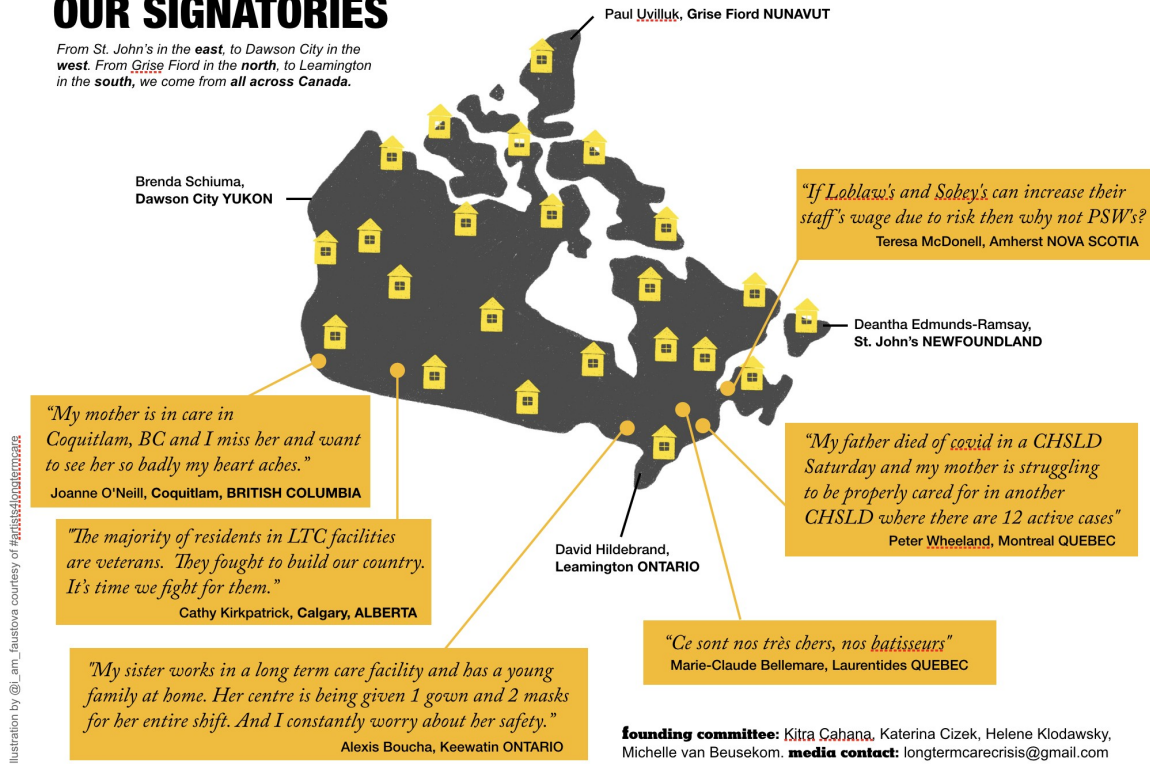 OUR SIGNATORIES
From St. John's in the east, to Dawson City in the
west. From Grise Fiord in the north, to Leamington
in the south, we come from all across Canada.
Paul Uvilluk, Grise Fiord NUNAVUT
Brenda Schiuma,
Dawson City YUKON
“If Loblaw's and Sobey's can increase their
staff's wage due to risk then why not PSW's?
Teresa McDonell, Amherst NOVA SCOTIA
Deantha Edmunds-Ramsay,
St. John's NEWFOUNDLAND
“My mother is in care in
Coquitlam, BC and I miss her and want
to see her so badly my heart aches.”
Joanne O'Neill, Coquitlam, BRITISH COLUMBIA
“My father died of covid in a CHSLD
Saturday and my mother is struggling
to be properly cared for in another
CHSLD where there are 12 active cases"
Peter Wheeland, Montreal QUEBEC
"The majority of residents in LTC facilities
are veterans. They fought to build our country.
It's time we fight for them.”
Cathy Kirkpatrick, Calgary, ALBERTA
David Hildebrand,
Leamington ONTARIO
“Ce sont nos très chers, nos batisseurs"
Marie-Claude Bellemare, Laurentides QUEBEC
"My sister works in a long term care facility and has a young
family at home. Her centre is being given 1 gown and 2 masks
for her entire shift. And I constantly worry about her safety.”
Alexis Boucha, Keewatin ONTARIO
founding committee: Kitra Cahana, Katerina Cizek, Helene Klodawsky,
Michelle van Beusekom. media contact: longtermcarecrisis@gmail.com
llustration by @i_am_faustova courtesy of #artists4longtermcare